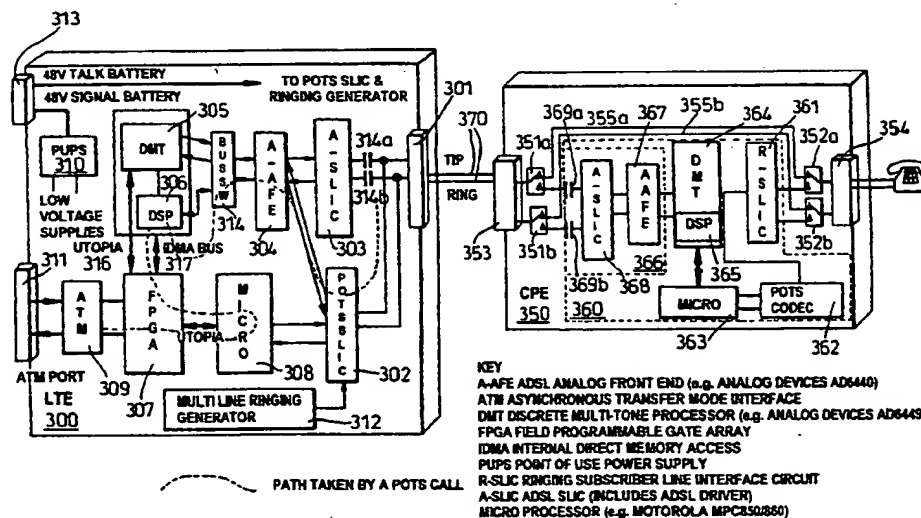 313
48V TALK BATTERY
48V SIGNAL BATTERY
TO POTS SLIC &
RINGING GENERATOR
305
301
370
PUPS
310
DMT
306
DSP
BUSSW
314
A-AFE
304
A-SLIC
303
314a
314b
TIP
RING
LOW
VOLTAGE
SUPPLIES
UTOPIA
316
IDMA BUS
317
311
ATM
309
ATM PORT
FPGA
307
UTOPIA
MICRO
308
POTSSLIC
302
LTE
300
MULTI LINE RINGING
GENERATOR
312
353
351a
351b
369a
369b
355a
355b
367
364
361
352a
352b
354
A-SLIC
368
AAFE
366
DMT
DSP
365
R-SLIC
CPE
350
360
MICRO
363
POTS
CODEC
362
PATH TAKEN BY A POTS CALL
KEY
A-AFE ADSL ANALOG FRONT END (e.g. ANALOG DEVICES AD6440)
ATM ASYNCHRONOUS TRANSFER MODE INTERFACE
DMT DISCRETE MULTI-TONE PROCESSOR (e.g. ANALOG DEVICES AD6449
FPGA FIELD PROGRAMMABLE GATE ARRAY
IDMA INTERNAL DIRECT MEMORY ACCESS
PUPS POINT OF USE POWER SUPPLY
R-SLIC RINGING SUBSCRIBER LINE INTERFACE CIRCUIT
A-SLIC ADSL SLIC (INCLUDES ADSL DRIVER)
MICRO PROCESSOR (e.g. MOTOROLA MPC850/860)